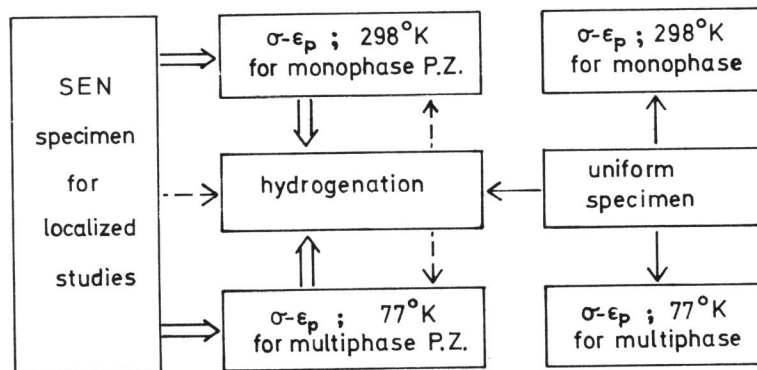 SEN
specimen
for
localized
studies
σ-εp ; 298°K
for monophase P.Z.
hydrogenation
σ-εp ; 77°K
for multiphase P.Z.
σ-εp ; 298°K
for monophase
uniform
specimen
σ-εp ; 77°K
for multiphase